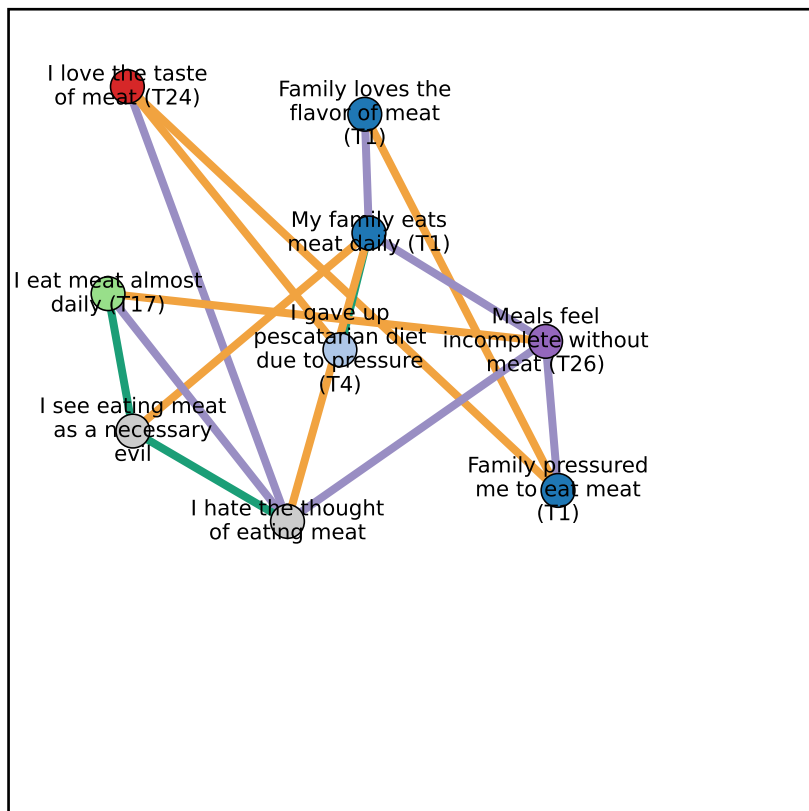 I love the taste
of meat (T24)
Family loves the
flavor of meat
(T1)
My family eats
meat daily (T1)
I eat meat almost
daily (T17)
I gave up
pescatarian diet
due to pressure
(T4)
Meals feel
incomplete without
meat (T26)
I see eating meat
as a necessary
evil
Family pressured
me to eat meat
(T1)
I hate the thought
of eating meat